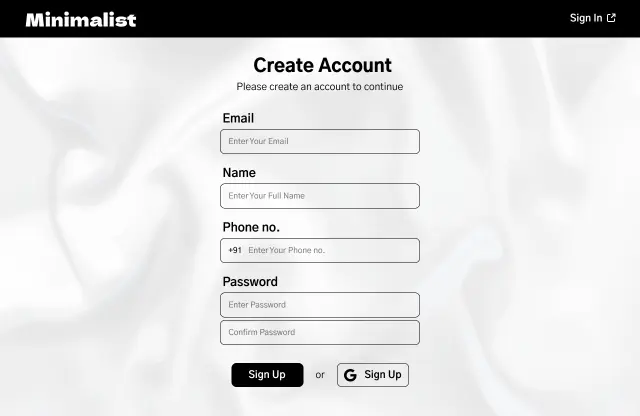 Minimalist
Sign In
Create Account
Please create an account to continue
Email
Enter Your Email
Name
Enter Your Full Name
Phone no.
+91 Enter Your Phone no.
Password
Enter Password
Confirm Password
Sign Up or G Sign Up